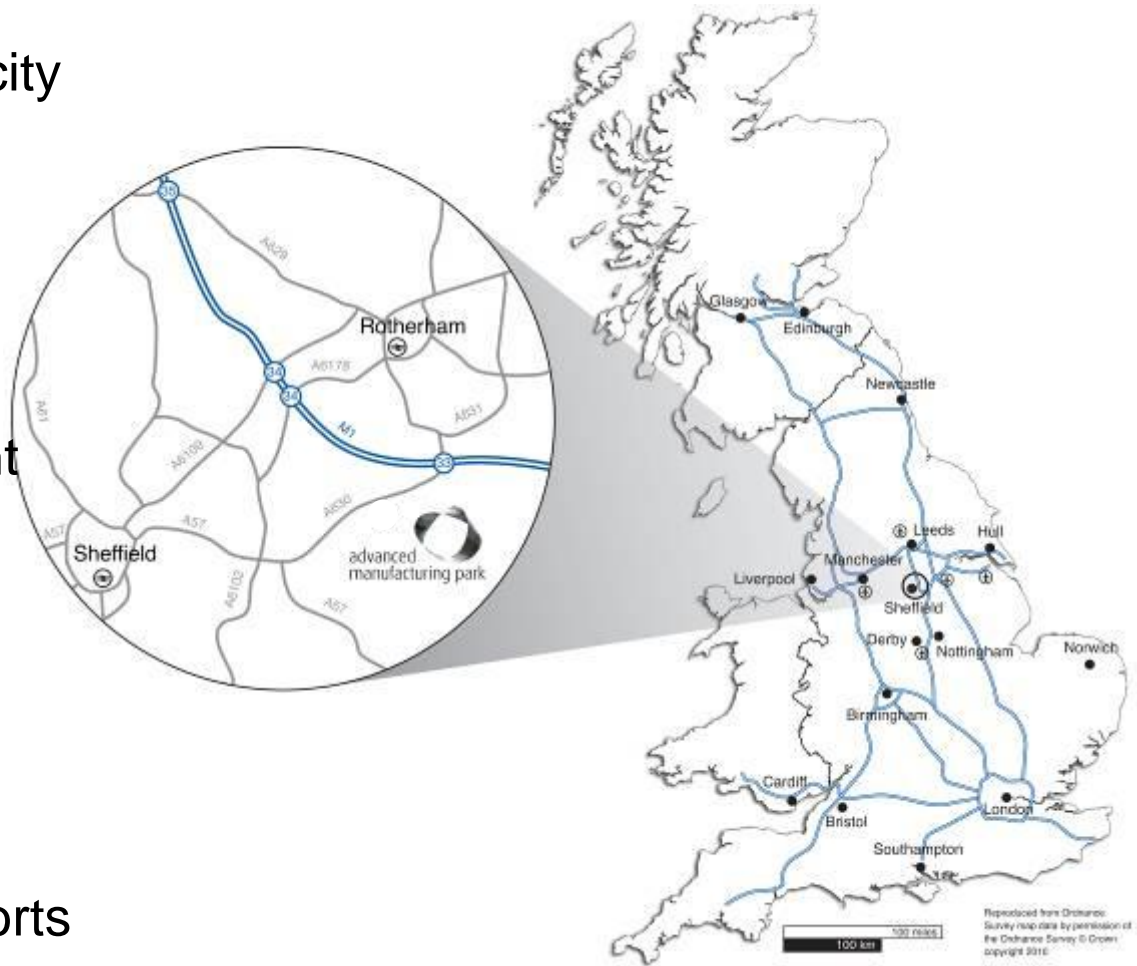 city
nt
orts
35
A629
Rotherham
34
A6178
34
A61
M1
A631
A6109
33
A57
A57
A630
Sheffield
advanced
manufacturing park
A6102
A57
Glasgow
Edinburgh
Newcastle
Leeds
Hull
Manchester
Liverpool
Sheffield
Derby
Nottingham
Norwich
Birmingham
Cardiff
London
Bristol
Southampton
100 miles
100 km
Reproduced from Ordnance
Survey map data by permission of
the Ordnance Survey © Crown
copyright 2010